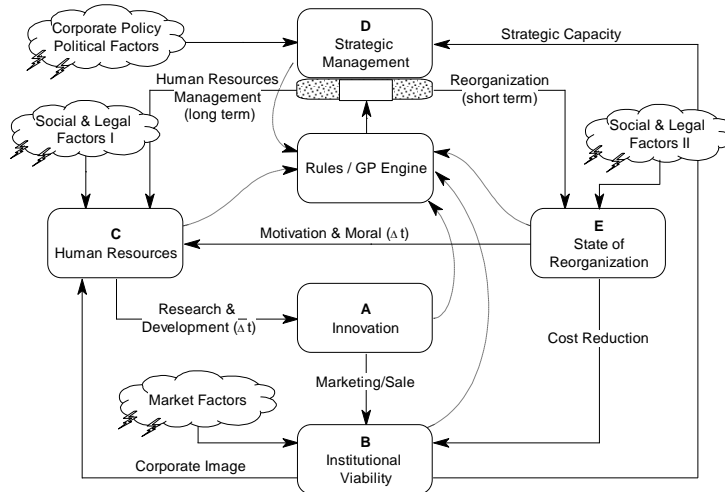 Corporate Policy
Political Factors
D
Strategic
Management
Strategic Capacity
Human Resources
Management
(long term)
Reorganization
(short term)
Social & Legal
Factors I
Social & Legal
Factors II
Rules / GP Engine
C
Human Resources
Motivation & Moral (Δt)
E
State of
Reorganization
Research &
Development (Δt)
A
Innovation
Cost Reduction
Marketing/Sale
Market Factors
B
Institutional
Viability
Corporate Image